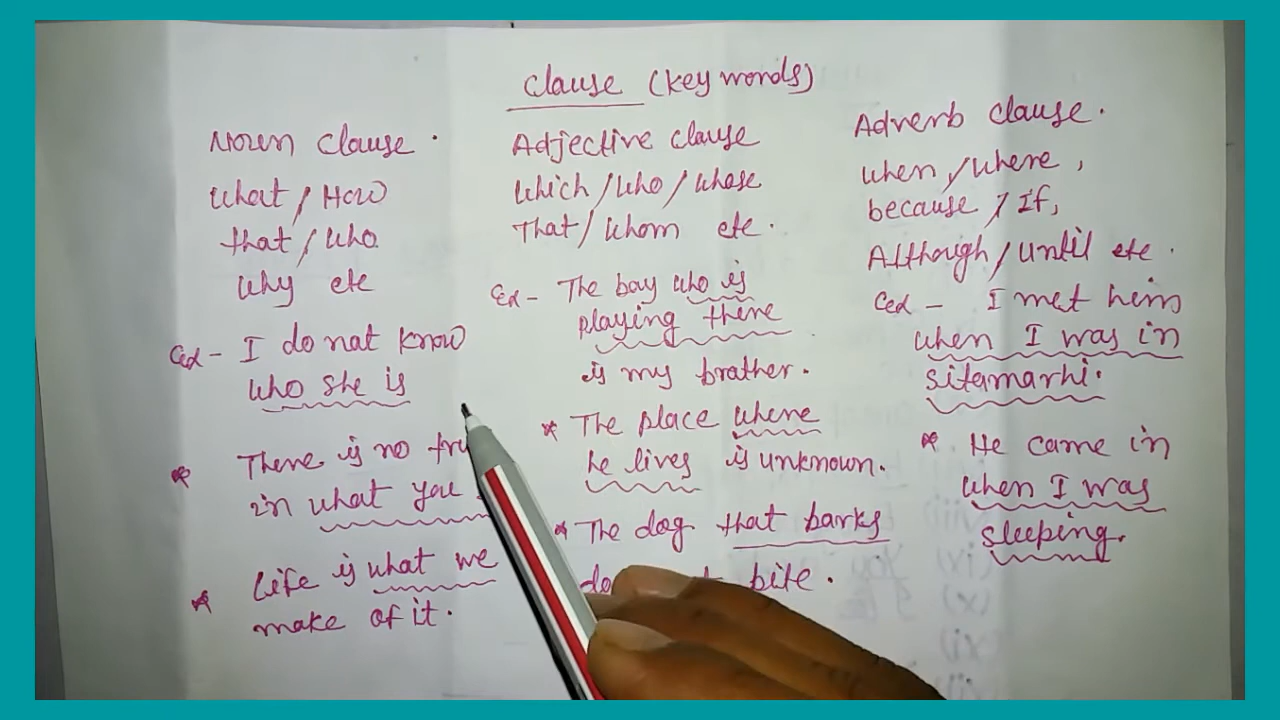 Clause (Key words)
Noun Clause.
What / How
that / who
Why etc
Ex - I do not know
who she is
* There is no
in what you
* Life is what we
make of it.
Adjective clause
Which / who / whose
That / whom etc.
Ex - The boy who is
playing there
is my brother.
* The place where
he lives is unknown.
* The dog that barks
bite.
Adverb clause.
When / where,
because / If,
Although / until etc.
Ex - I met him
when I was in
sitamarhi.
* He came in
when I was
sleeping.